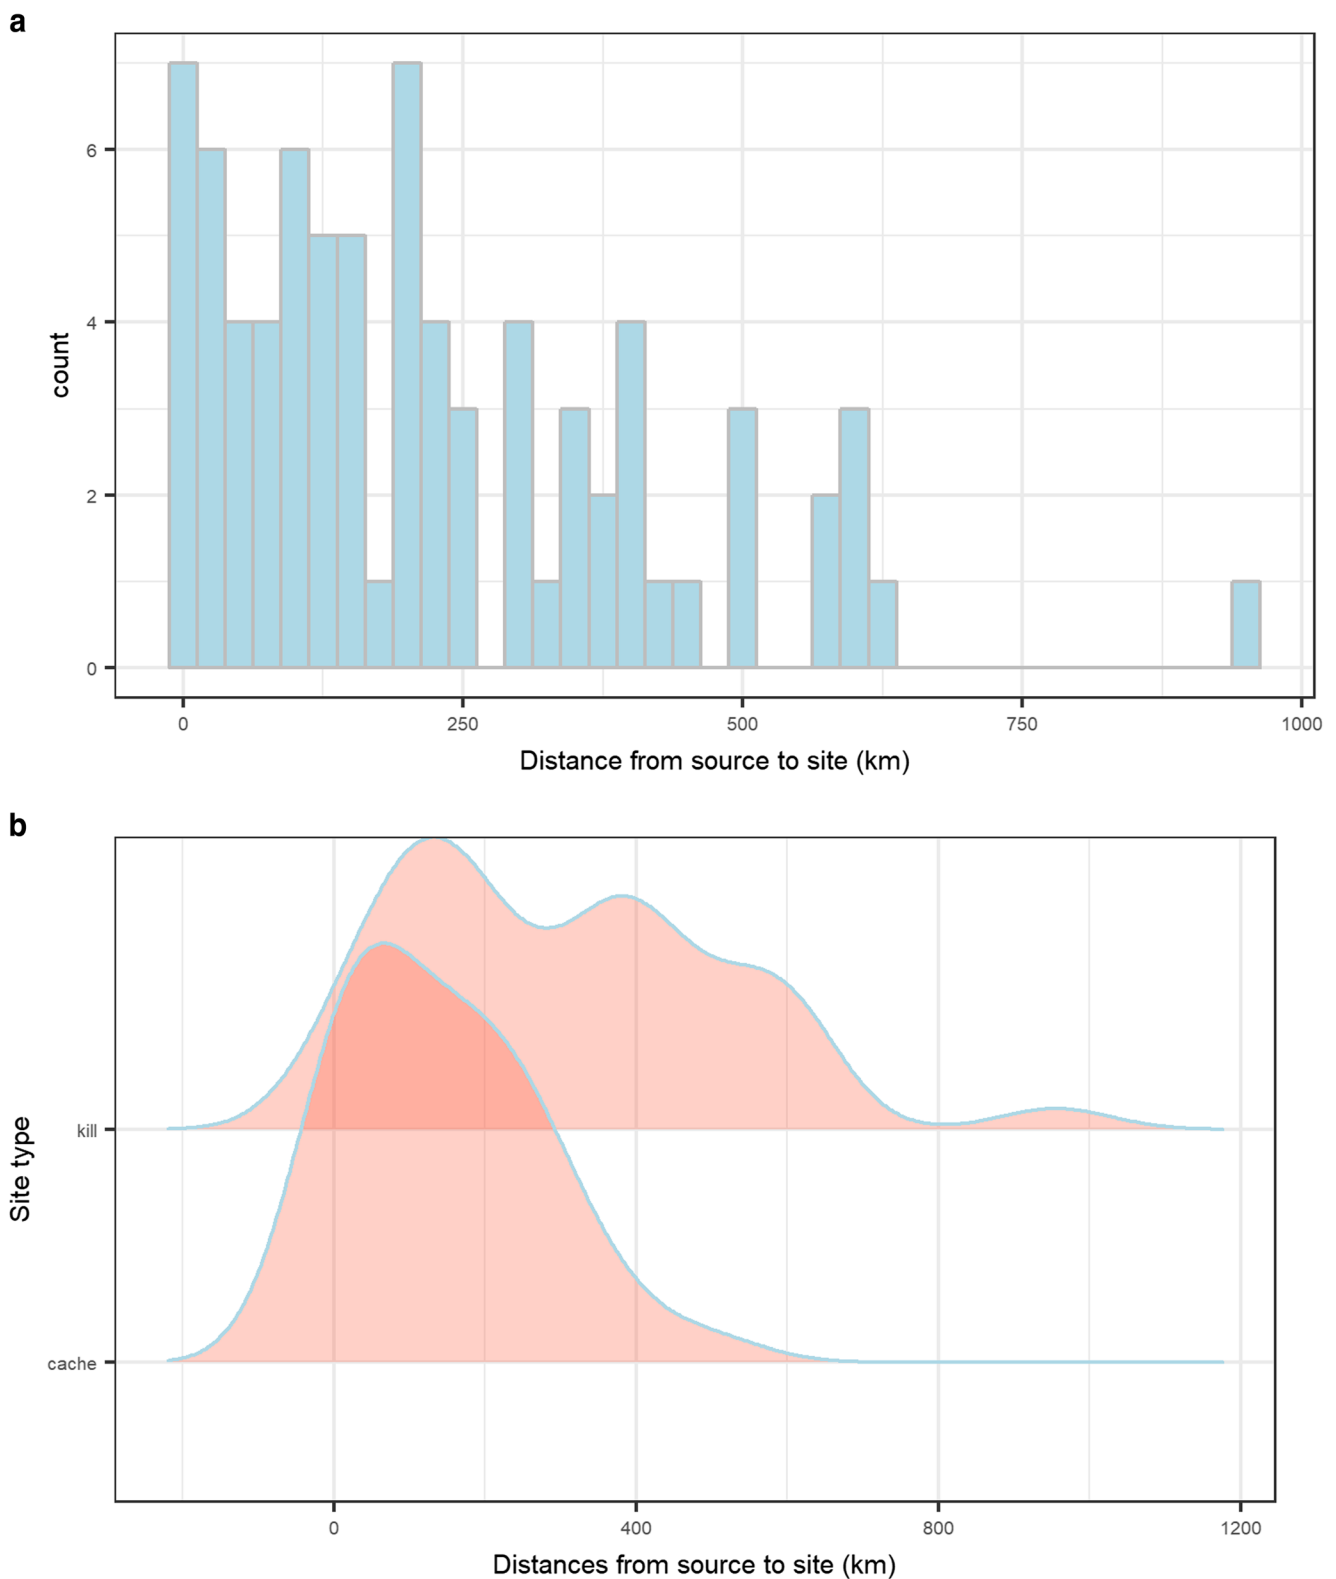 a
6
4
2
0
count
0 250 500 750 1000
Distance from source to site (km)
b
kill
cache
Site type
0 400 800 1200
Distances from source to site (km)